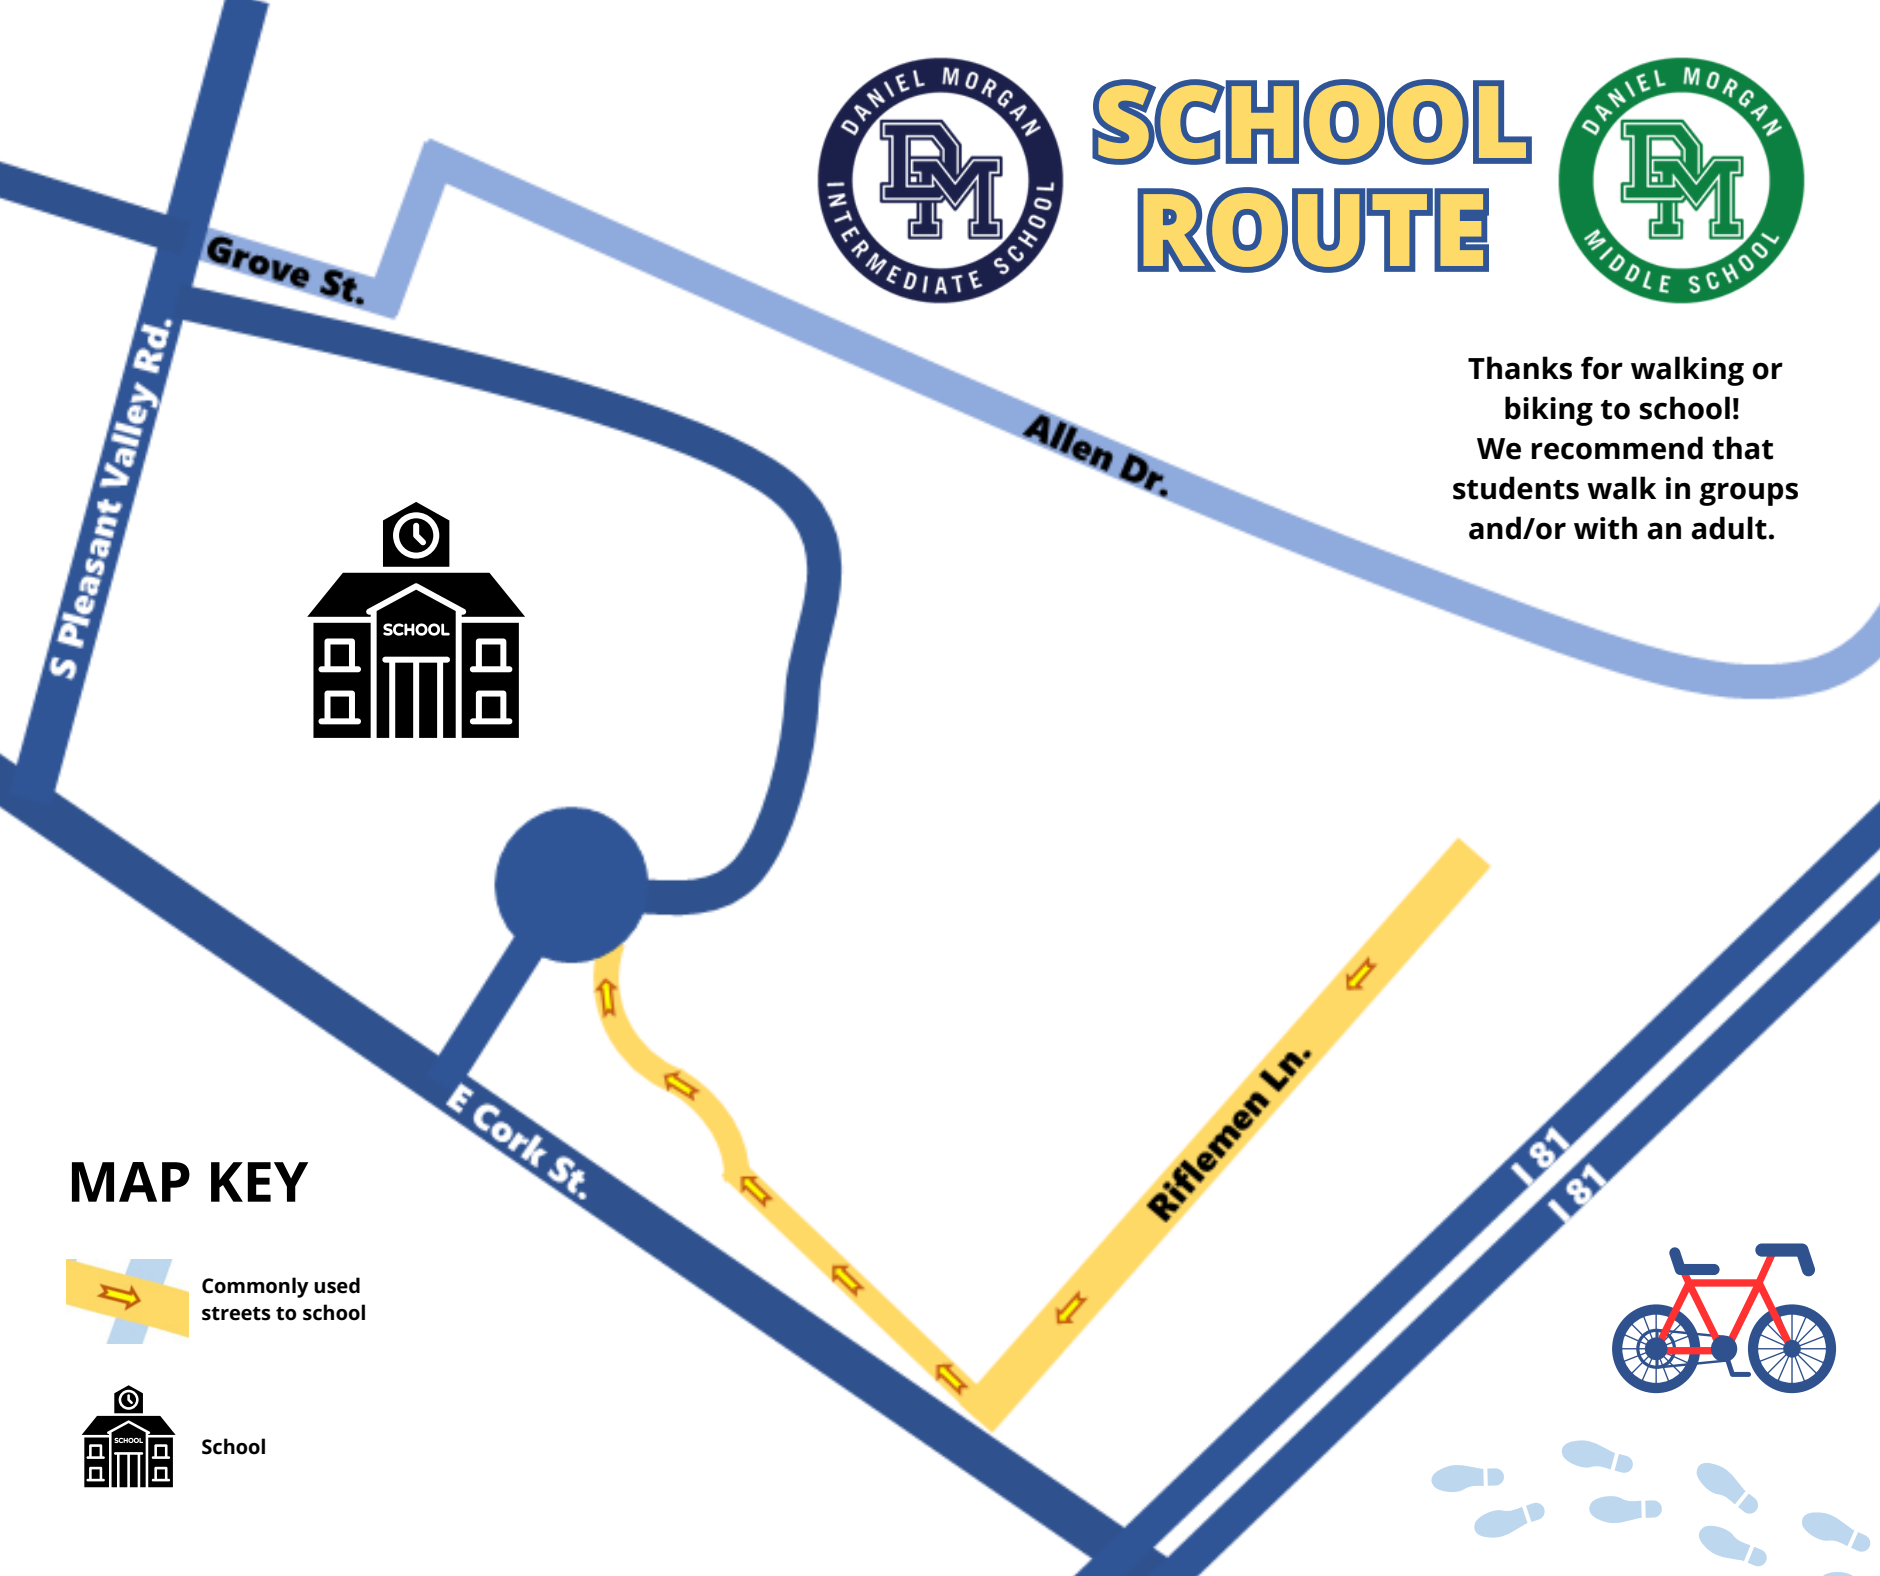 DANIEL MORGAN
DM
INTERMEDIATE SCHOOL
SCHOOL
ROUTE
DANIEL MORGAN
DM
MIDDLE SCHOOL
Thanks for walking or
biking to school!
We recommend that
students walk in groups
and/or with an adult.
Grove St.
S Pleasant Valley Rd.
Allen Dr.
SCHOOL
E Cork St.
Riflemen Ln.
I 81
I 81
MAP KEY
Commonly used
streets to school
SCHOOL
School